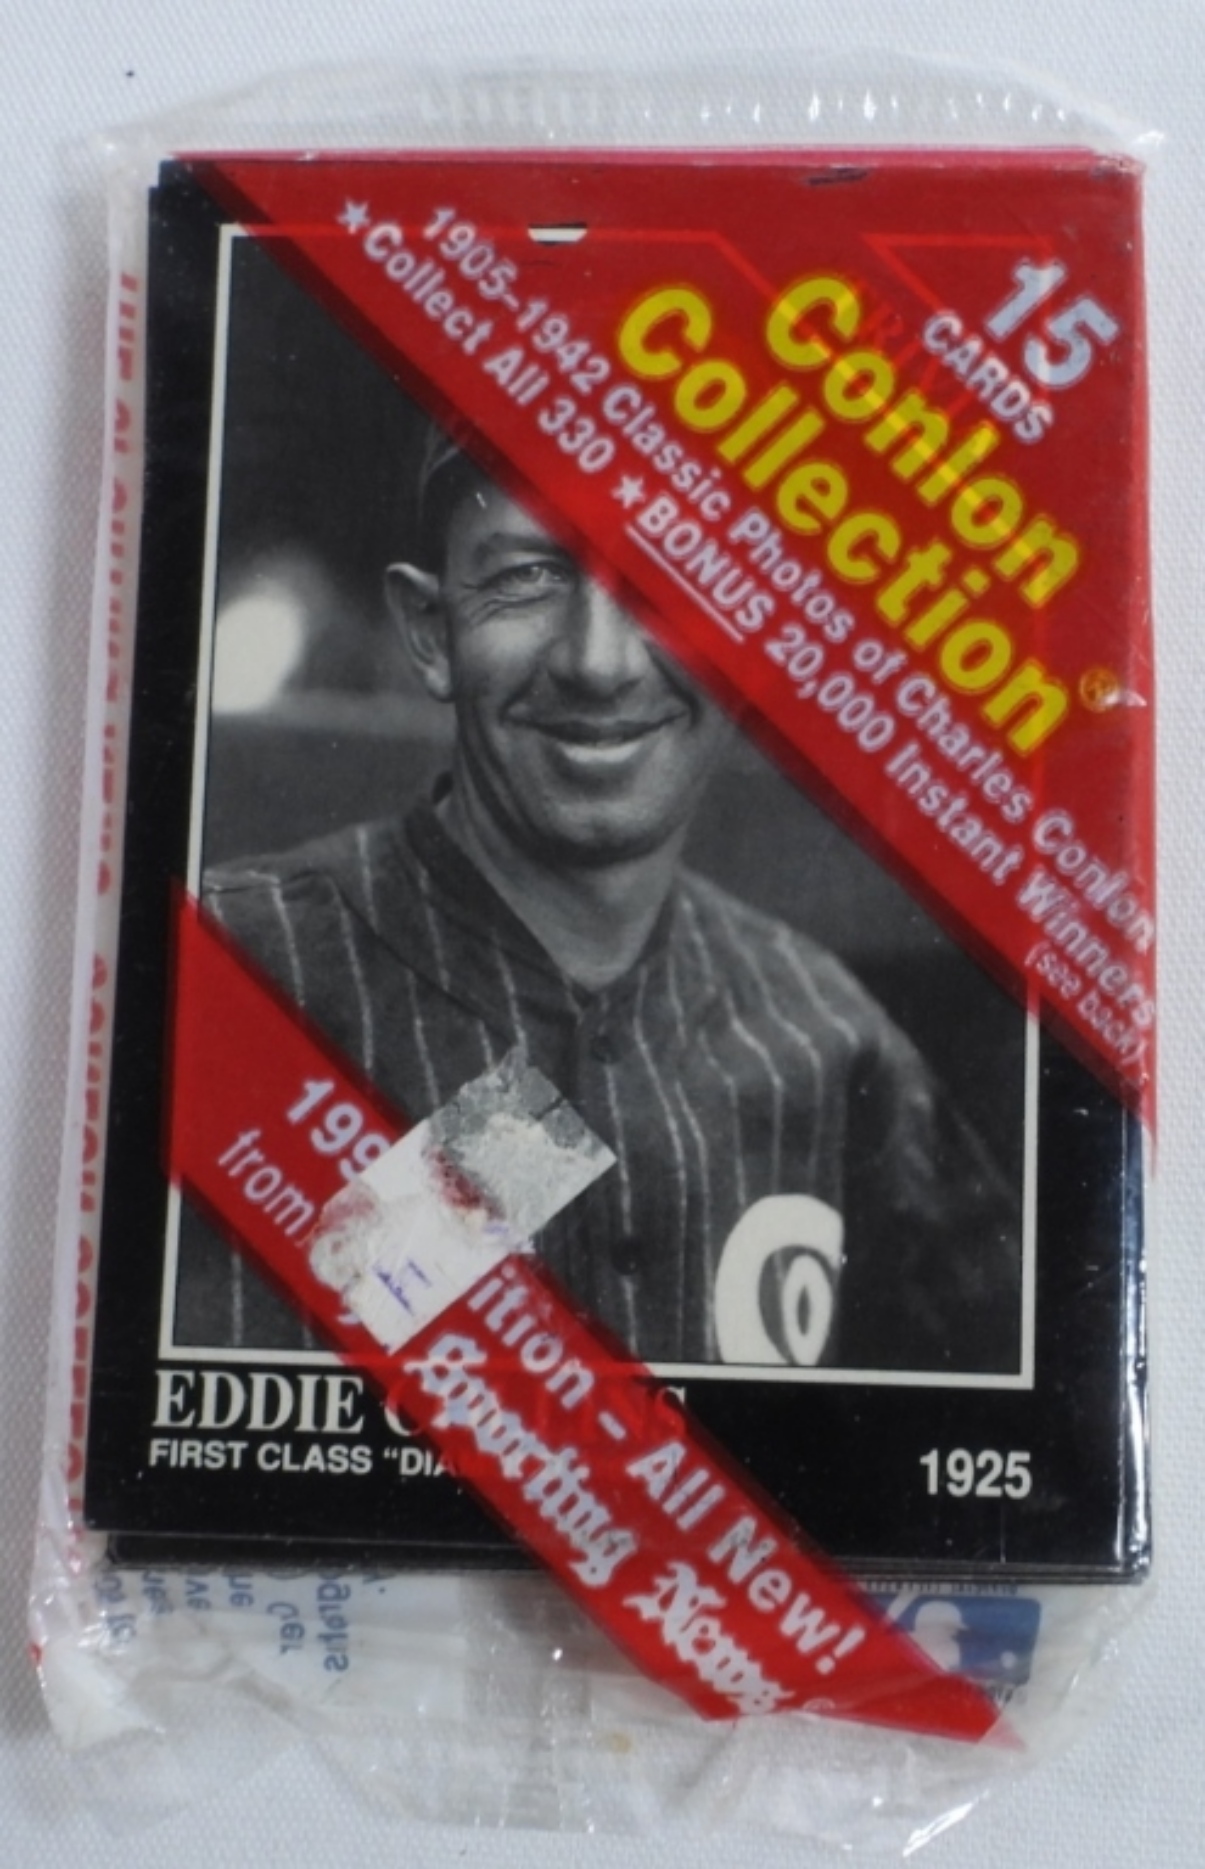 15
CARDS
Conlon
Collection®
1905-1942 Classic Photos of Charles Conlon
★Collect All 330 ★BONUS 20,000 Instant Winners
(see back)
199 ition - All New!
from Sporting News
EDDIE
FIRST CLASS "DIA
1925